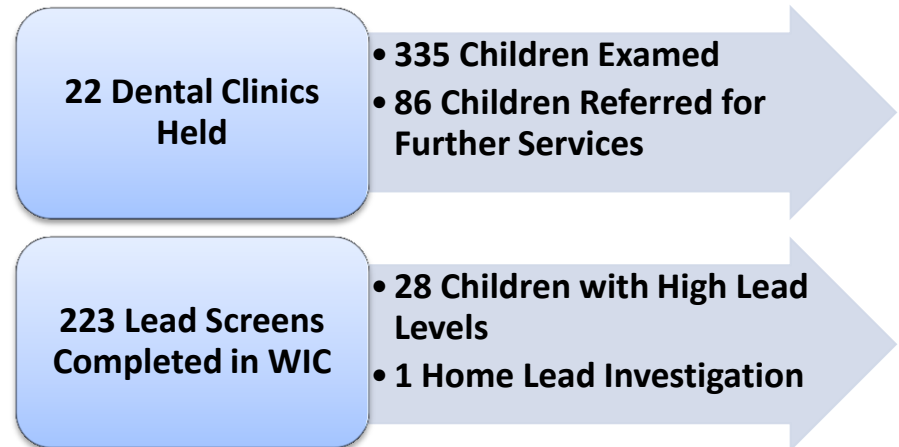 22 Dental Clinics
Held
• 335 Children Examed
• 86 Children Referred for
Further Services
223 Lead Screens
Completed in WIC
• 28 Children with High Lead
Levels
• 1 Home Lead Investigation